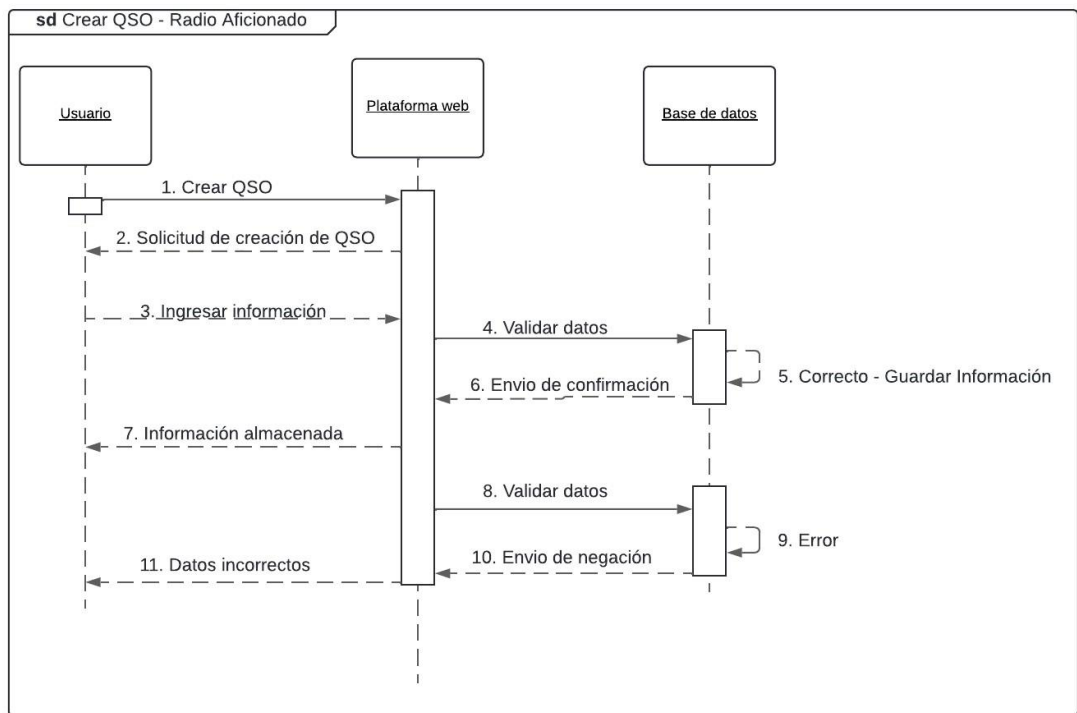 sd Crear QSO - Radio Aficionado
Usuario
Plataforma web
Base de datos
1. Crear QSO
2. Solicitud de creación de QSO
3. Ingresar información
4. Validar datos
5. Correcto - Guardar Información
6. Envio de confirmación
7. Información almacenada
8. Validar datos
9. Error
10. Envio de negación
11. Datos incorrectos